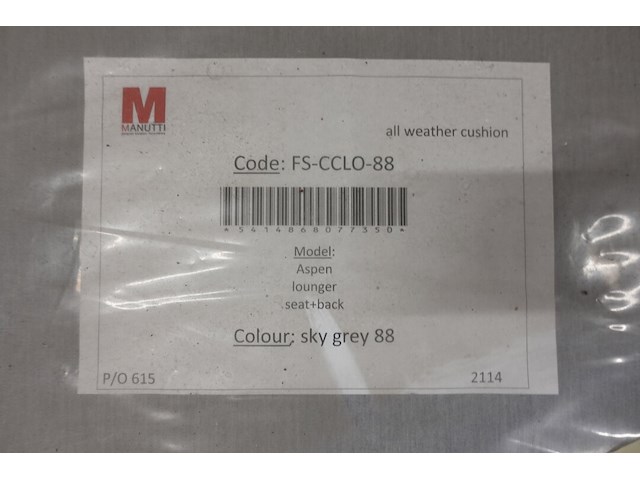 M
MANUTTI
all weather cushion
Code: FS-CCLO-88
*5414868077350*
Model:
Aspen
lounger
seat+back
Colour: sky grey 88
P/O 615
2114